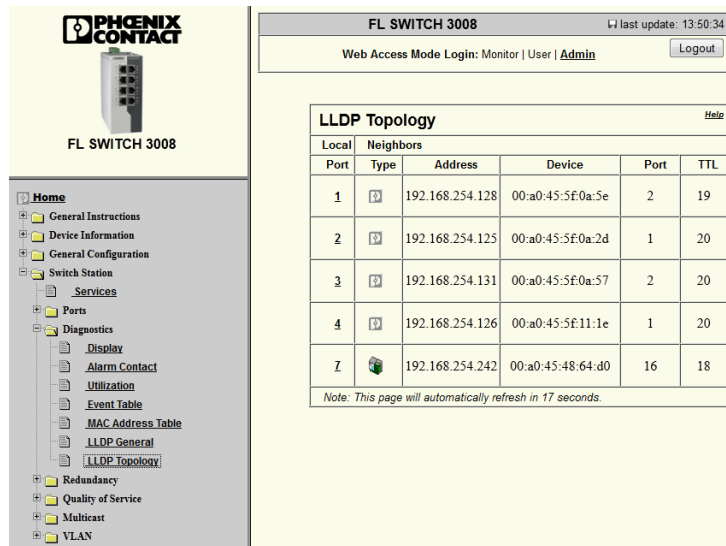 PHŒNIX
CONTACT
FL SWITCH 3008
Home
General Instructions
Device Information
General Configuration
Switch Station
Services
Ports
Diagnostics
Display
Alarm Contact
Utilization
Event Table
MAC Address Table
LLDP General
LLDP Topology
Redundancy
Quality of Service
Multicast
VLAN
FL SWITCH 3008 last update: 13:50:34
Web Access Mode Login: Monitor | User | Admin Logout
LLDP Topology Help
Local Neighbors
Port Type Address Device Port TTL
1 192.168.254.128 00:a0:45:5f:0a:5e 2 19
2 192.168.254.125 00:a0:45:5f:0a:2d 1 20
3 192.168.254.131 00:a0:45:5f:0a:57 2 20
4 192.168.254.126 00:a0:45:5f:11:1e 1 20
7 192.168.254.242 00:a0:45:48:64:d0 16 18
Note: This page will automatically refresh in 17 seconds.